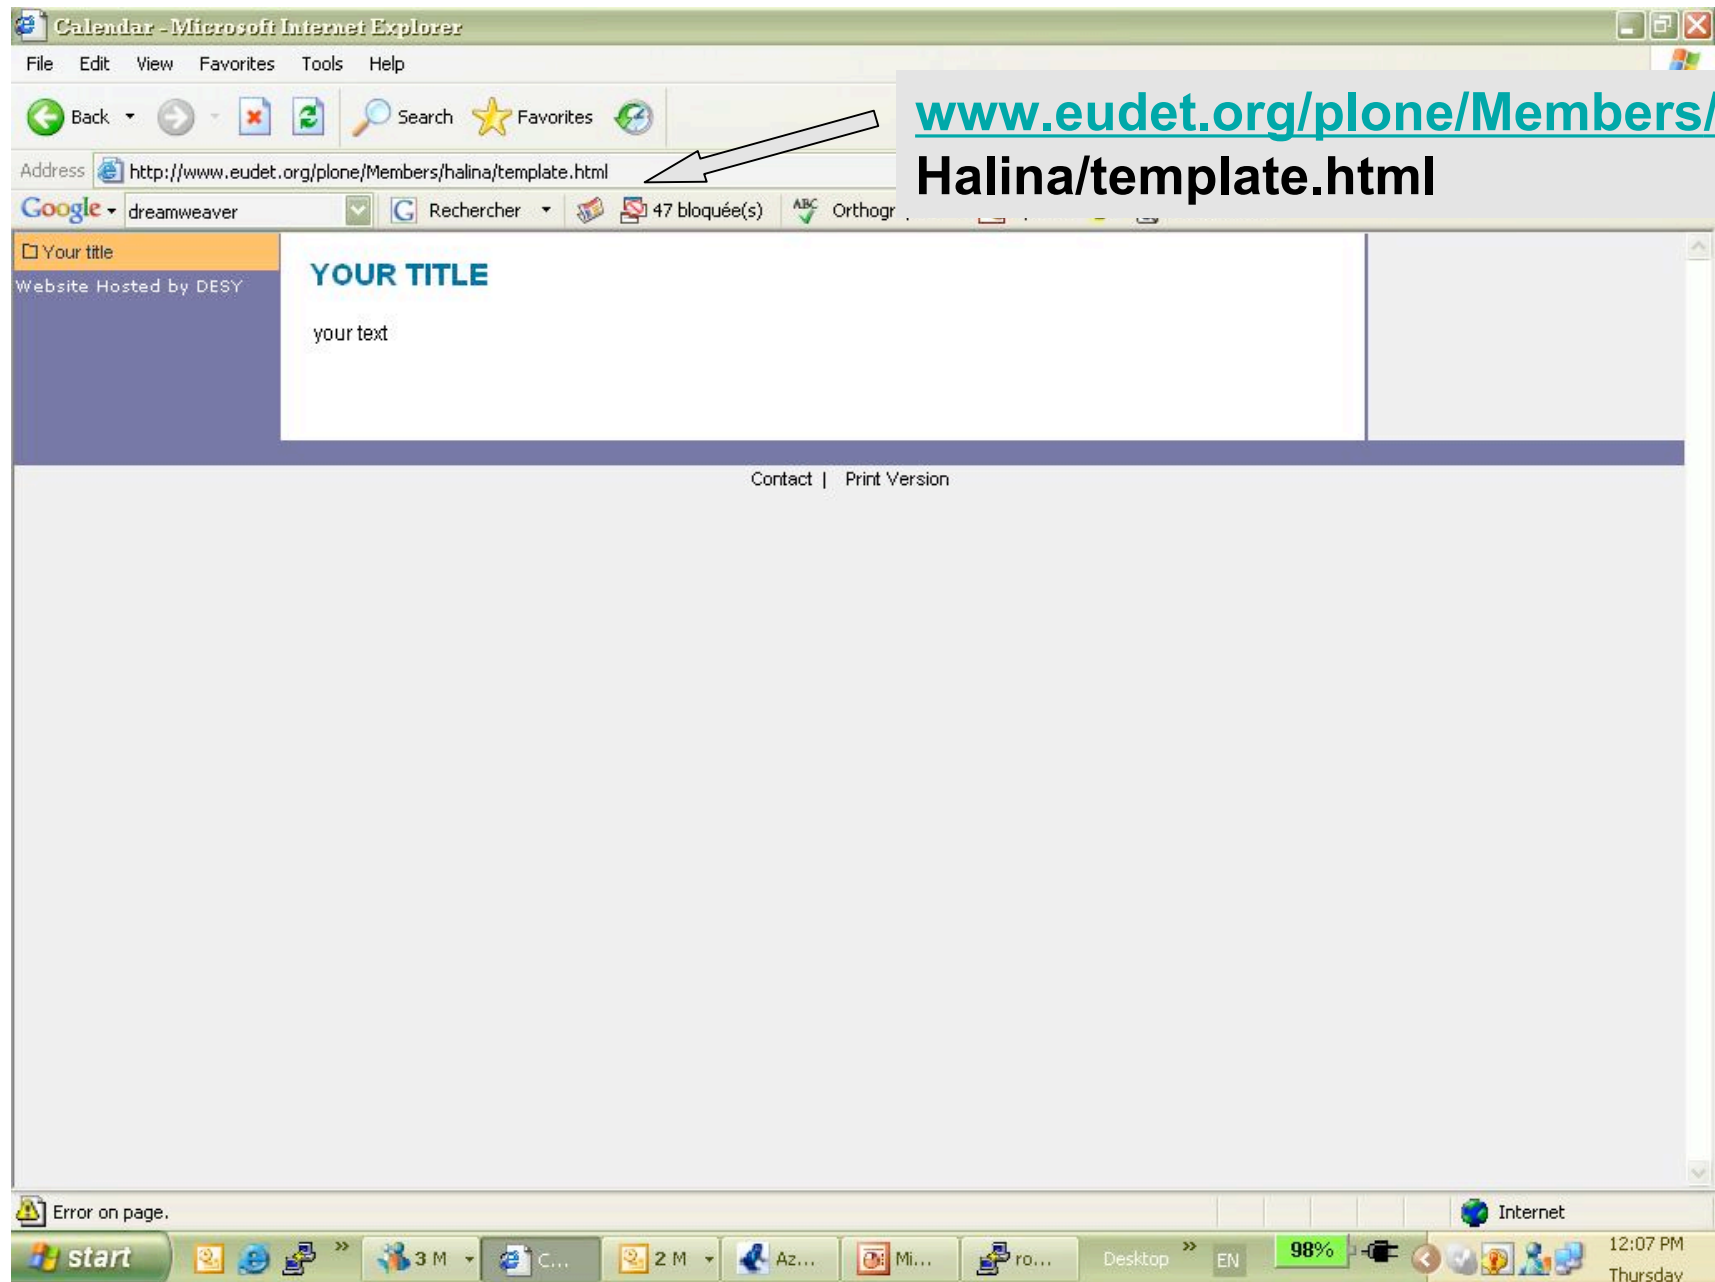 Calendar - Microsoft Internet Explorer
File Edit View Favorites Tools Help
Back Search Favorites
www.eudet.org/plone/Members/
Halina/template.html
Address http://www.eudet.org/plone/Members/halina/template.html
Google dreamweaver G Rechercher 47 bloquée(s) ABC Orthogr
Your title
Website Hosted by DESY
YOUR TITLE
your text
Contact | Print Version
Error on page. Internet
start » 3 M C... 2 M Az... Mi... ro... Desktop » EN 98% 12:07 PM
Thursday